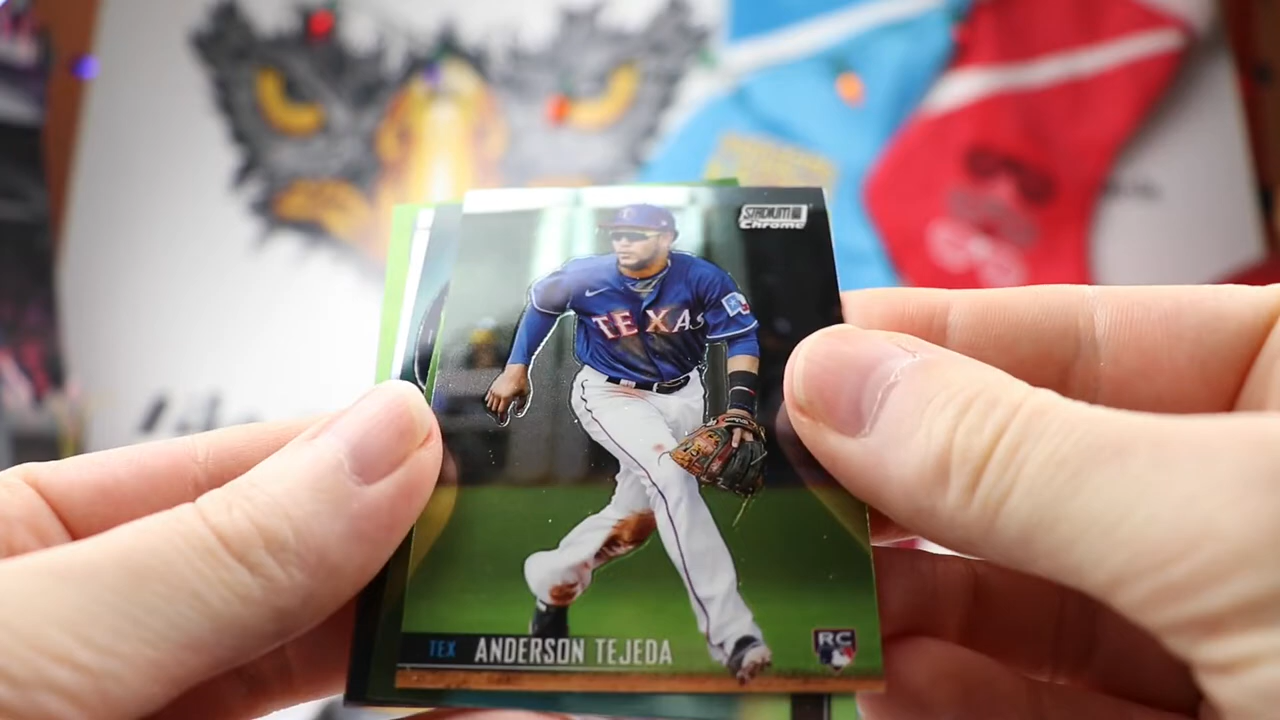 STADIUM
Chrome
TEXAS
TEX ANDERSON TEJEDA
RC